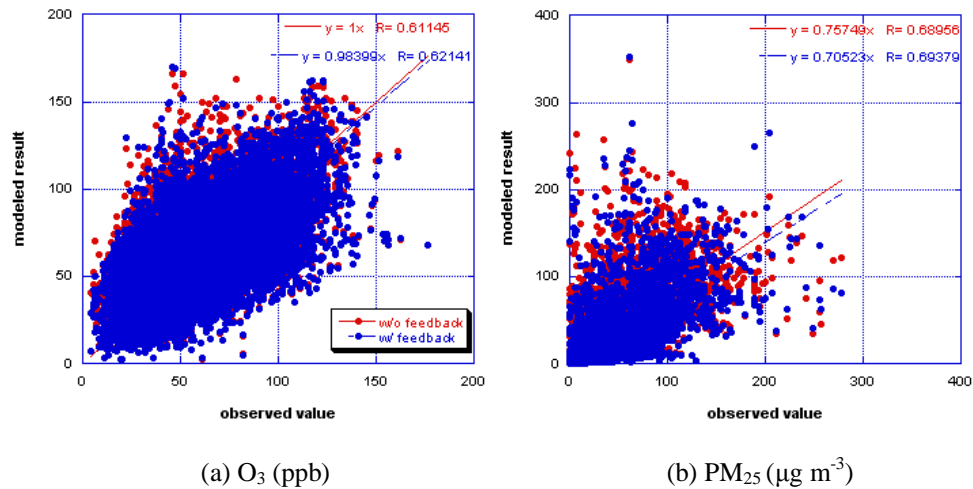 y = 1x R= 0.61145
y = 0.98399x R= 0.62141
200
150
100
50
0
0 50 100 150 200
modeled result
observed value
w/o feedback
w/ feedback
y = 0.75749x R= 0.68956
y = 0.70523x R= 0.69379
400
300
200
100
0
0 100 200 300 400
modeled result
observed value
(a) O₃ (ppb)
(b) PM₂₅ (μg m⁻³)